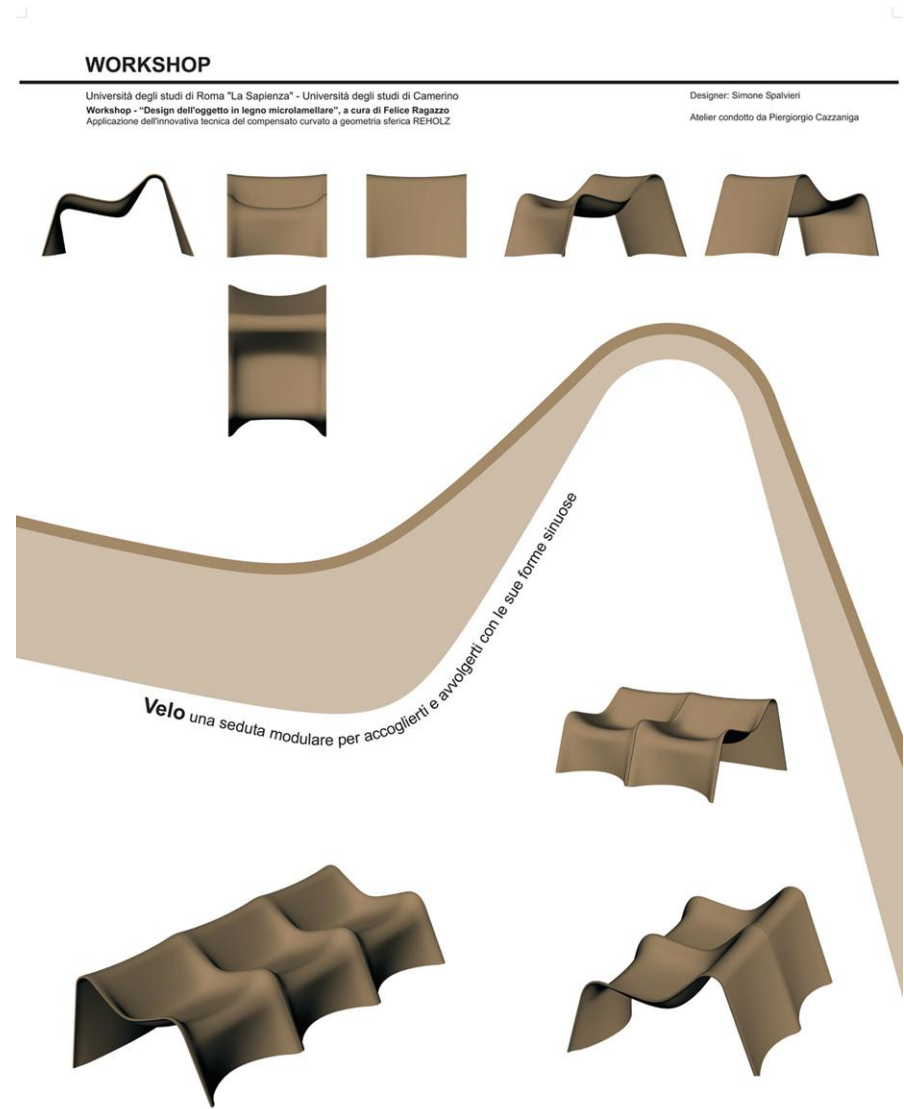 WORKSHOP
Università degli studi di Roma "La Sapienza" - Università degli studi di Camerino
Workshop - “Design dell'oggetto in legno microlamellare”, a cura di Felice Ragazzo
Applicazione dell'innovativa tecnica del compensato curvato a geometria sferica REHOLZ
Designer: Simone Spalvieri
Atelier condotto da Piergiorgio Cazzaniga
Velo una seduta modulare per accoglierti e avvolgerti con le sue forme sinuose